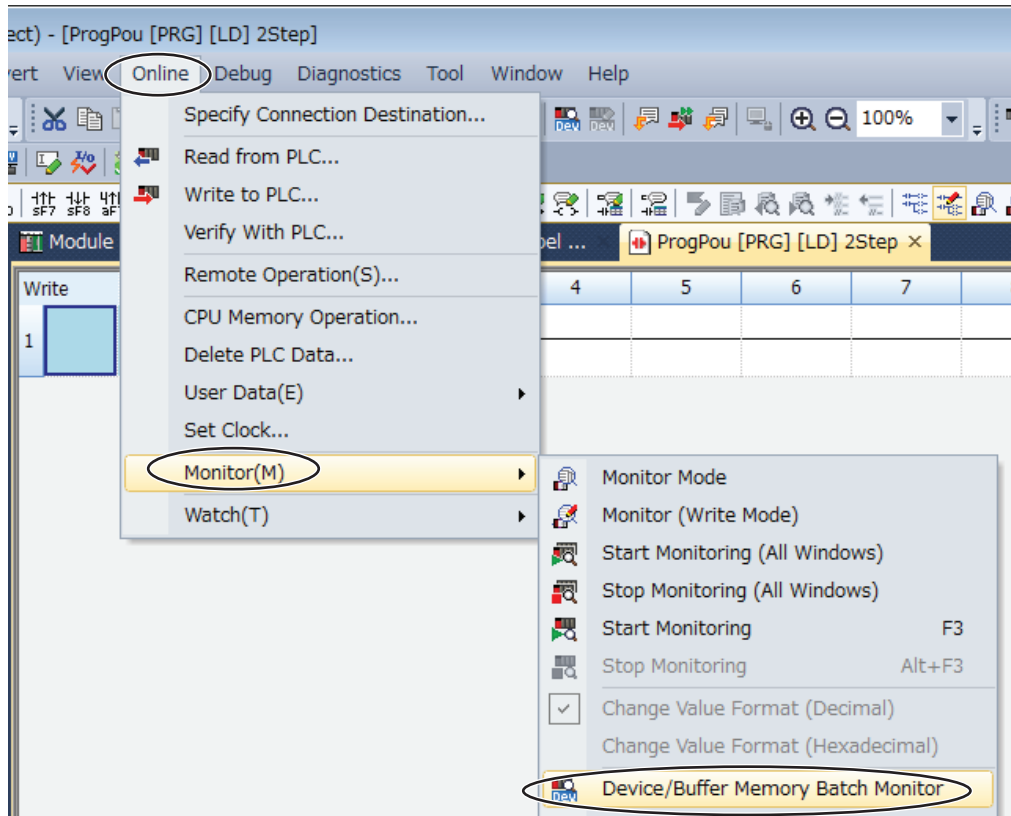 ect) - [ProgPou [PRG] [LD] 2Step]
vert View Online Debug Diagnostics Tool Window Help
Specify Connection Destination...
100%
Read from PLC...
Write to PLC...
sF7 sF8 aF
Verify With PLC...
Module
el ...
ProgPou [PRG] [LD] 2Step
Remote Operation(S)...
Write
4 5 6 7
CPU Memory Operation...
1
Delete PLC Data...
User Data(E)
Set Clock...
Monitor(M)
Monitor Mode
Watch(T)
Monitor (Write Mode)
Start Monitoring (All Windows)
Stop Monitoring (All Windows)
Start Monitoring F3
Stop Monitoring Alt+F3
Change Value Format (Decimal)
Change Value Format (Hexadecimal)
Device/Buffer Memory Batch Monitor